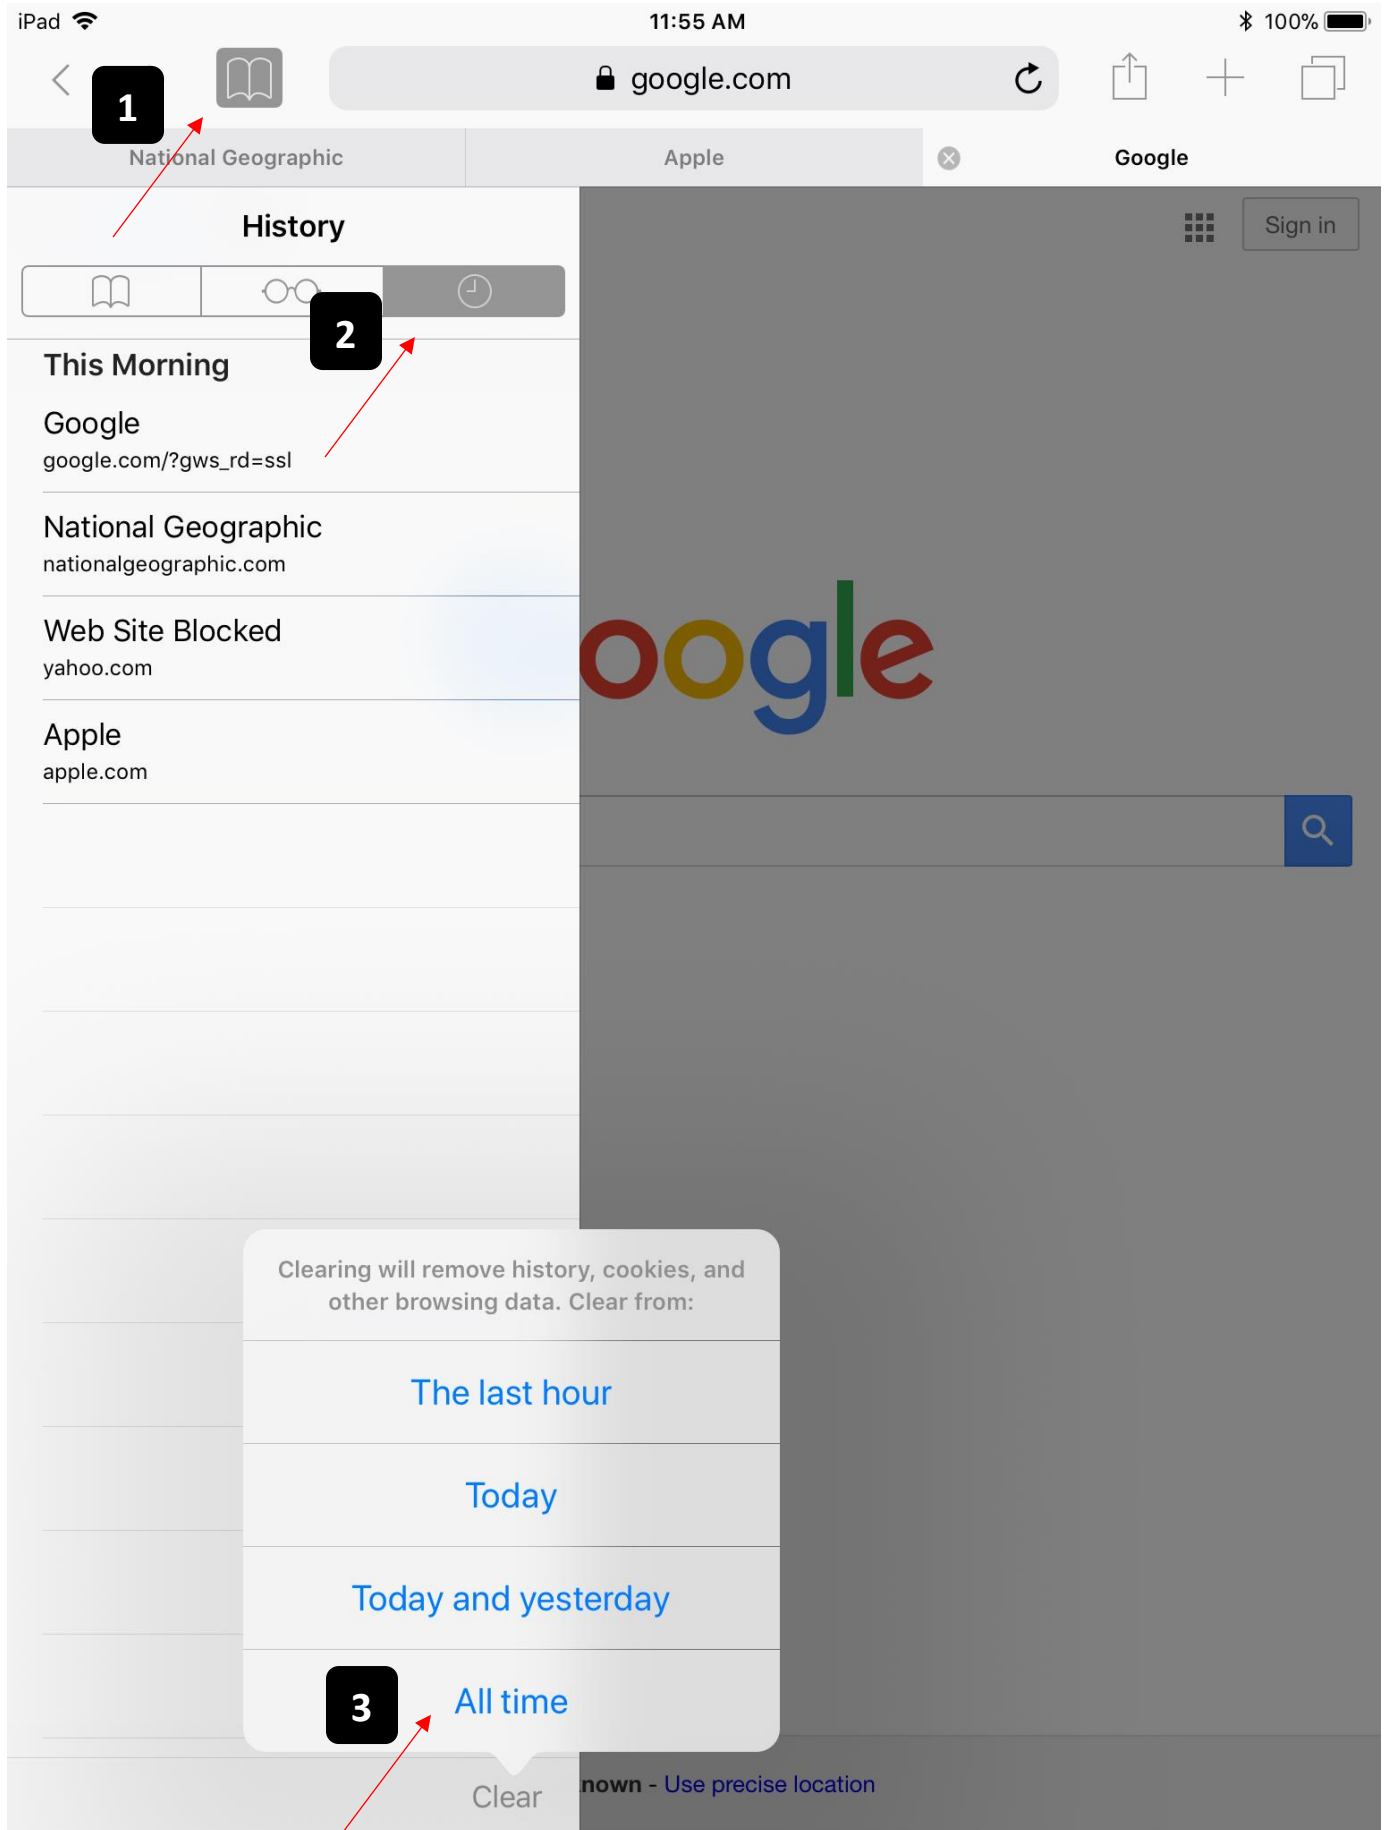 iPad 11:55 AM 100%
google.com
1
National Geographic Apple Google
History
Sign in
2
This Morning
Google
google.com/?gws_rd=ssl
National Geographic
nationalgeographic.com
Web Site Blocked
yahoo.com
oogle
Apple
apple.com
Clearing will remove history, cookies, and
other browsing data. Clear from:
The last hour
Today
Today and yesterday
3 All time
Clear
nown - Use precise location